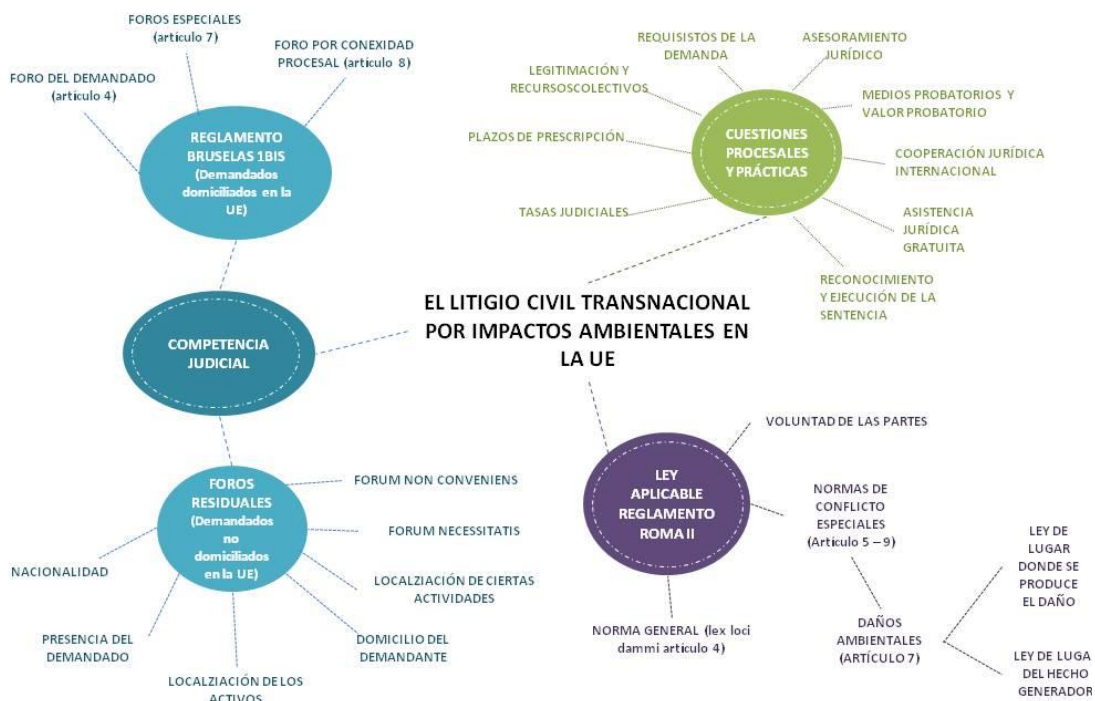 FOROS ESPECIALES
(artículo 7)
FORO POR CONEXIDAD
PROCESAL (artículo 8)
FORO DEL DEMANDADO
(artículo 4)
REGLAMENTO
BRUSELAS 1BIS
(Demandados
domiciliados en la
UE)
COMPETENCIA
JUDICIAL
FOROS
RESIDUALES
(Demandados
no
domiciliados
en la UE)
FORUM NON CONVENIENS
FORUM NECESSITATIS
LOCALZIACIÓN DE CIERTAS
ACTIVIDADES
DOMICILIO DEL
DEMANDANTE
LOCALZIACIÓN DE LOS
ACTIVOS
PRESENCIA DEL
DEMANDADO
NACIONALIDAD
EL LITIGIO CIVIL TRANSNACIONAL
POR IMPACTOS AMBIENTALES EN
LA UE
REQUISISTOS DE LA
DEMANDA
ASESORAMIENTO
JURÍDICO
LEGITIMACIÓN Y
RECURSOSCOLECTIVOS
MEDIOS PROBATORIOS Y
VALOR PROBATORIO
PLAZOS DE PRESCRIPCIÓN
CUESTIONES
PROCESALES
Y PRÁCTICAS
COOPERACIÓN JURÍDICA
INTERNACIONAL
TASAS JUDICIALES
ASISTENCIA
JURÍDICA
GRATUITA
RECONOCIMIENTO
Y EJECUCIÓN DE LA
SENTENCIA
LEY
APLICABLE
REGLAMENTO
ROMA II
VOLUNTAD DE LAS PARTES
NORMAS DE
CONFLICTO
ESPECIALES
(Artículo 5 – 9)
NORMA GENERAL (lex loci
dammi artículo 4)
DAÑOS
AMBIENTALES
(ARTÍCULO 7)
LEY DE
LUGAR
DONDE SE
PRODUCE
EL DAÑO
LEY DE LUGAR
DEL HECHO
GENERADOR